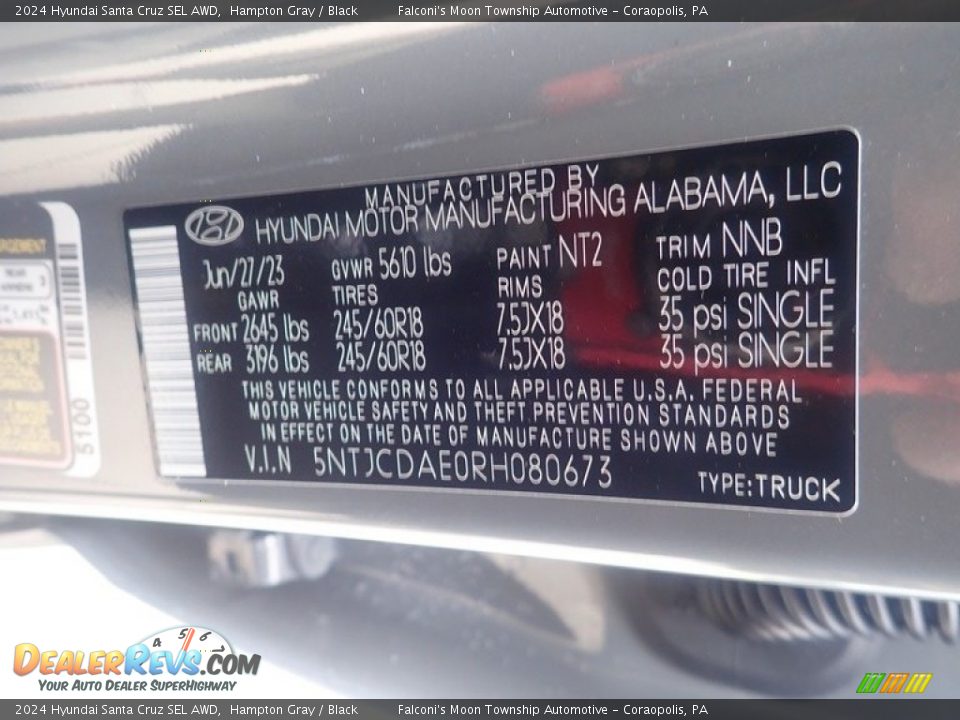 2024 Hyundai Santa Cruz SEL AWD,  Hampton Gray / Black  Falconi's Moon Township Automotive - Coraopolis, PA
MANUFACTURED BY
HYUNDAI MOTOR MANUFACTURING ALABAMA, LLC
Jun/27/23 GVWR 5610 lbs PAINT NT2 TRIM NNB
GAWR TIRES RIMS COLD TIRE INFL
FRONT 2645 lbs 245/60R18 7.5JX18 35 psi SINGLE
REAR 3196 lbs 245/60R18 7.5JX18 35 psi SINGLE
THIS VEHICLE CONFORMS TO ALL APPLICABLE U.S.A. FEDERAL
MOTOR VEHICLE SAFETY AND THEFT PREVENTION STANDARDS
IN EFFECT ON THE DATE OF MANUFACTURE SHOWN ABOVE
V.I.N 5NTJCDAE0RH080673 TYPE:TRUCK
5100
4 5 6
DealerRevs.com
Your Auto Dealer SuperHighway
2024 Hyundai Santa Cruz SEL AWD,  Hampton Gray / Black  Falconi's Moon Township Automotive - Coraopolis, PA